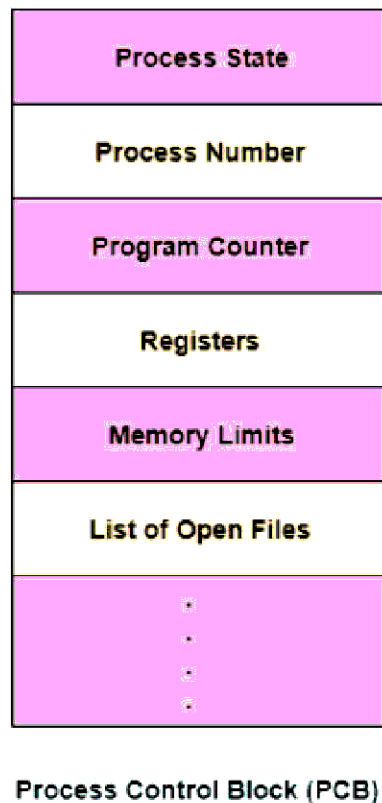 Process State
Process Number
Program Counter
Registers
Memory Limits
List of Open Files
.
.
.
.
Process Control Block (PCB)